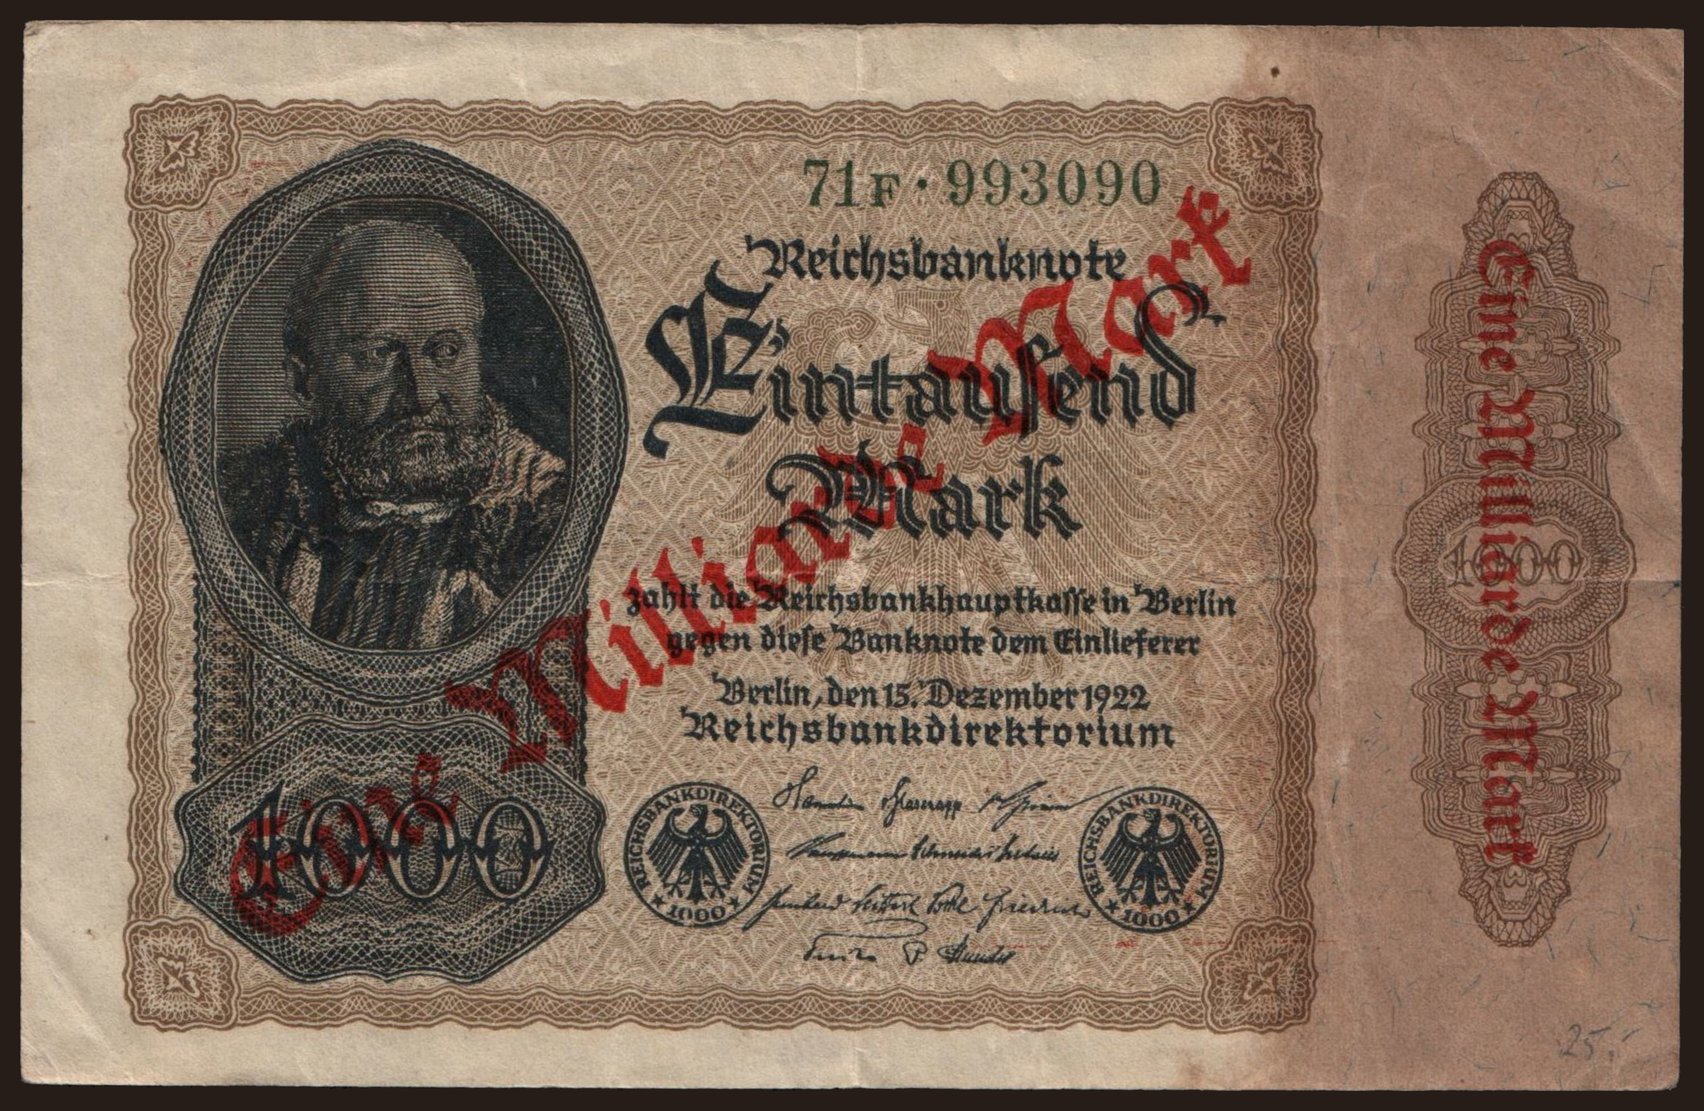 71F·993090
Reichsbanknote
Eintausend
Mark
zahlt die Reichsbankhauptkasse in Berlin
gegen diese Banknote dem Einlieferer
Berlin, den 15. Dezember 1922
Reichsbankdirektorium
Eine Milliarde Mark
1000
REICHSBANKDIREKTORIUM
★ 1000 ★
REICHSBANKDIREKTORIUM
★ 1000 ★
Eine Milliarde Mark
1000
25.-